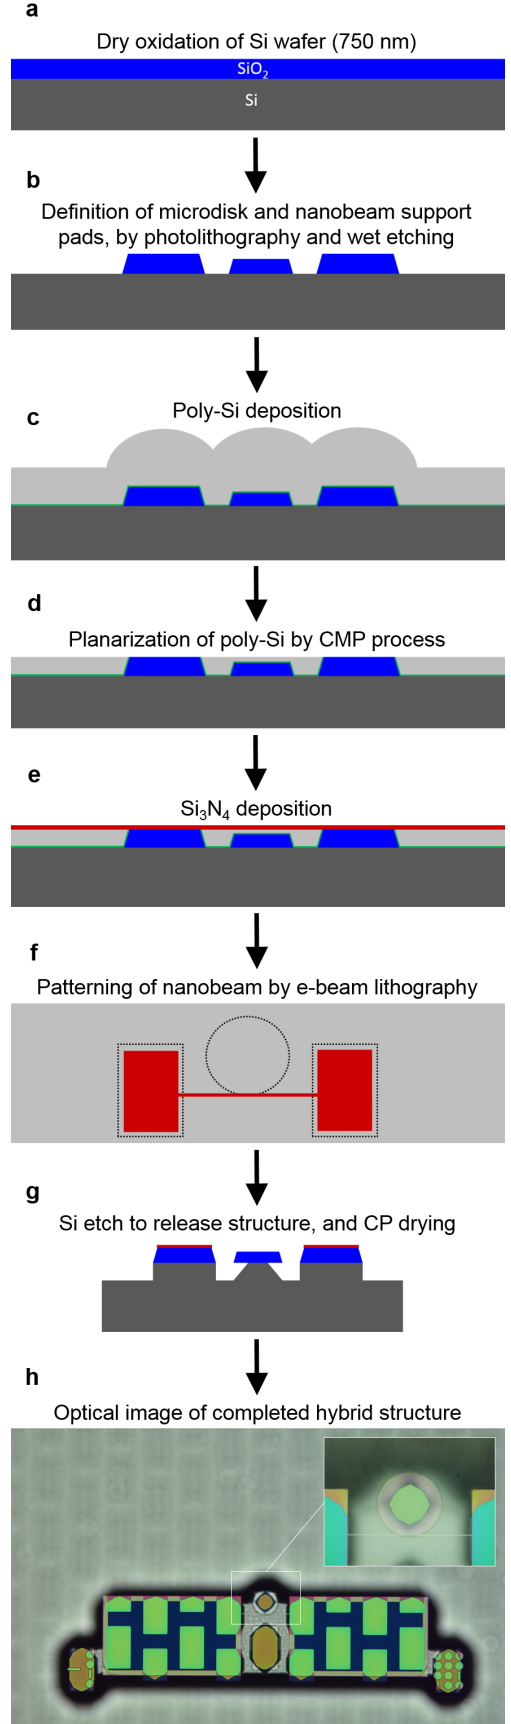 a
Dry oxidation of Si wafer (750 nm)
SiO₂
Si
b
Definition of microdisk and nanobeam support
pads, by photolithography and wet etching
c
Poly-Si deposition
d
Planarization of poly-Si by CMP process
e
Si₃N₄ deposition
f
Patterning of nanobeam by e-beam lithography
g
Si etch to release structure, and CP drying
h
Optical image of completed hybrid structure